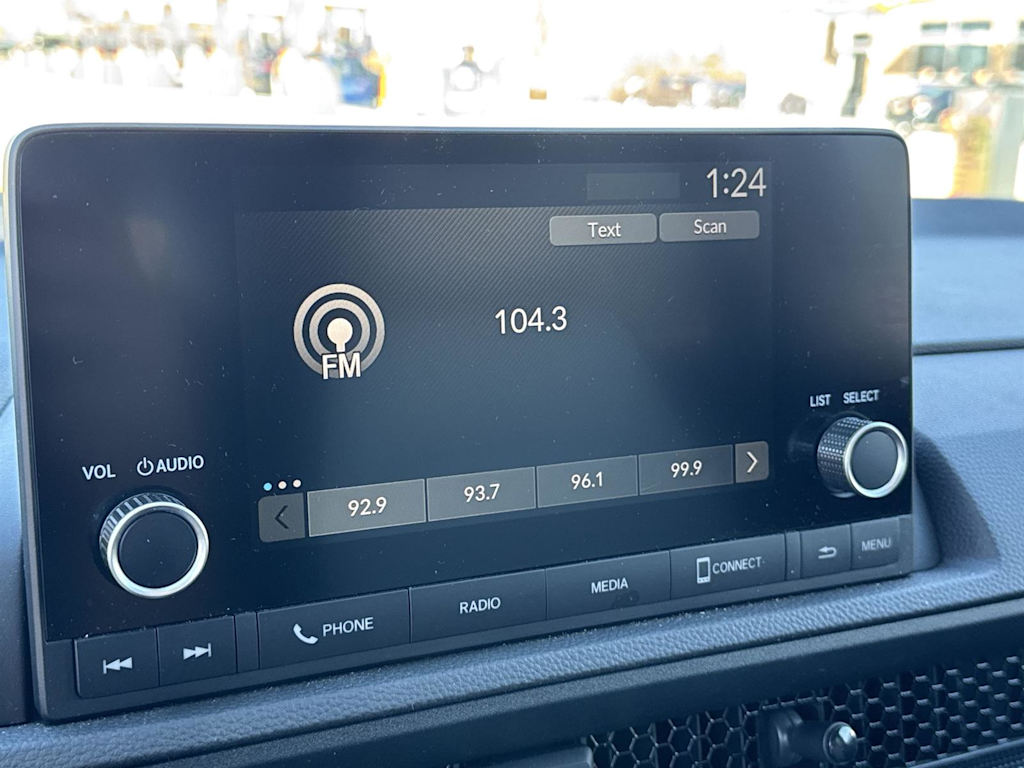 1:24
Text Scan
104.3
FM
LIST SELECT
VOL AUDIO
92.9 93.7 96.1 99.9
PHONE RADIO MEDIA CONNECT MENU